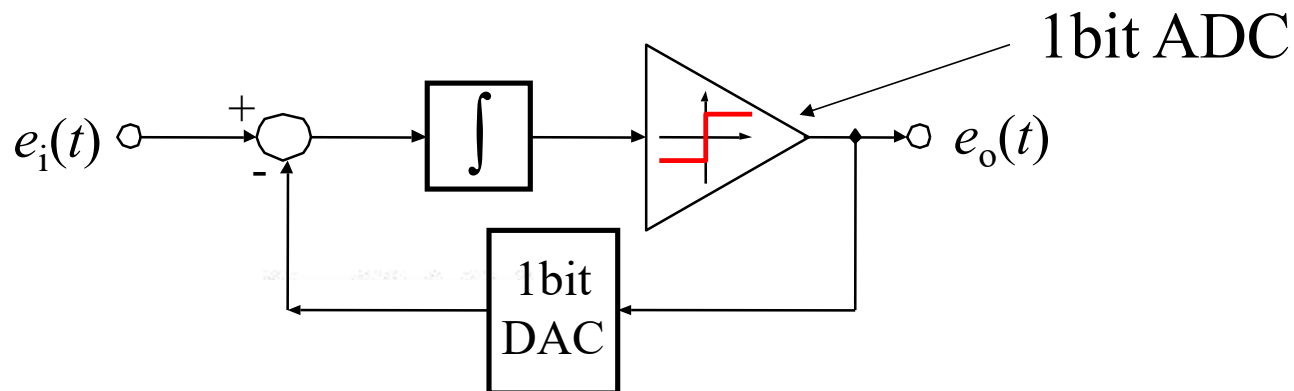 1bit ADC
+
eᵢ(t)
∫
eₒ(t)
-
1bit
DAC